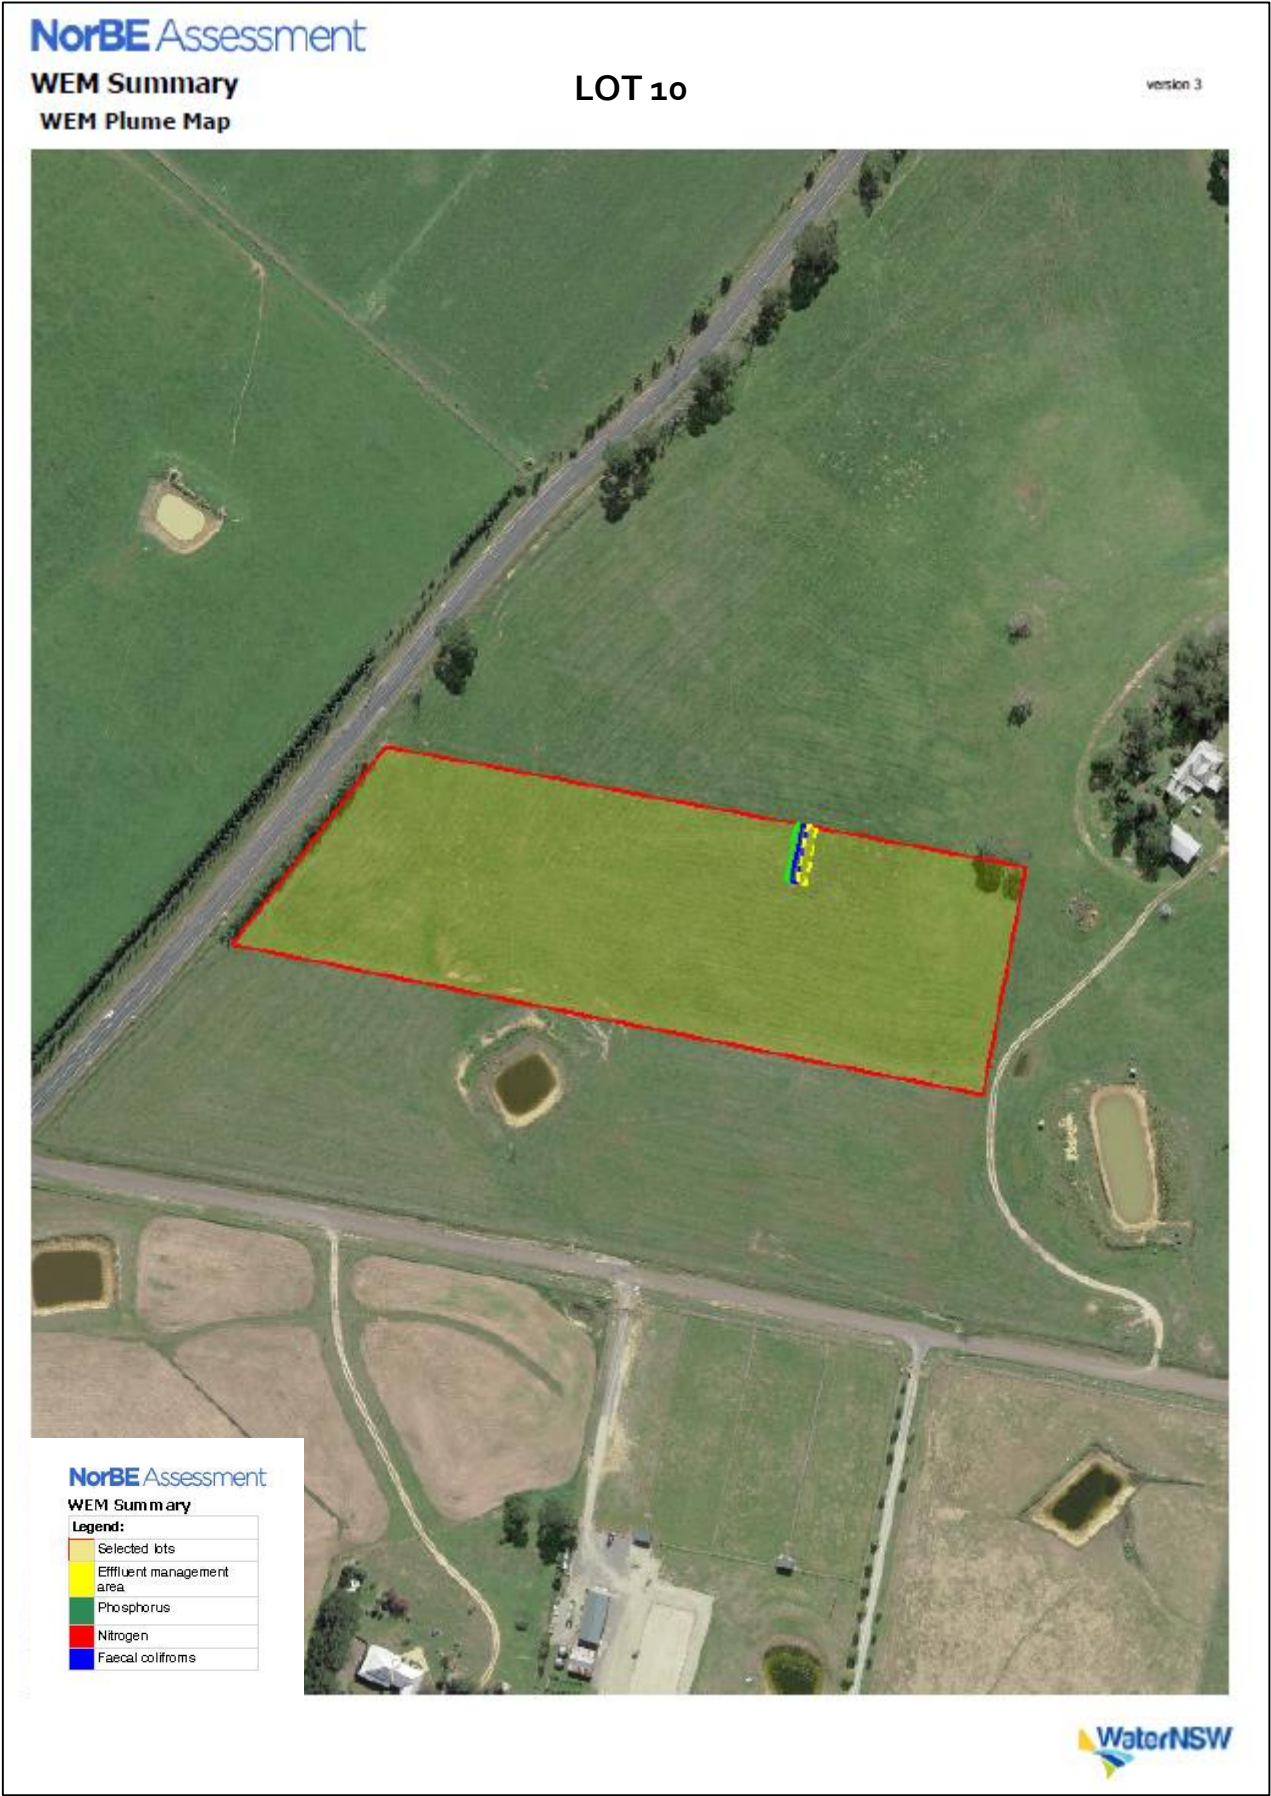 NorBE Assessment
WEM Summary
LOT 10
version 3
WEM Plume Map
NorBE Assessment
WEM Summary
Legend:
Selected lots
Efffluent management
area
Phosphorus
Nitrogen
Faecal colifroms
WaterNSW